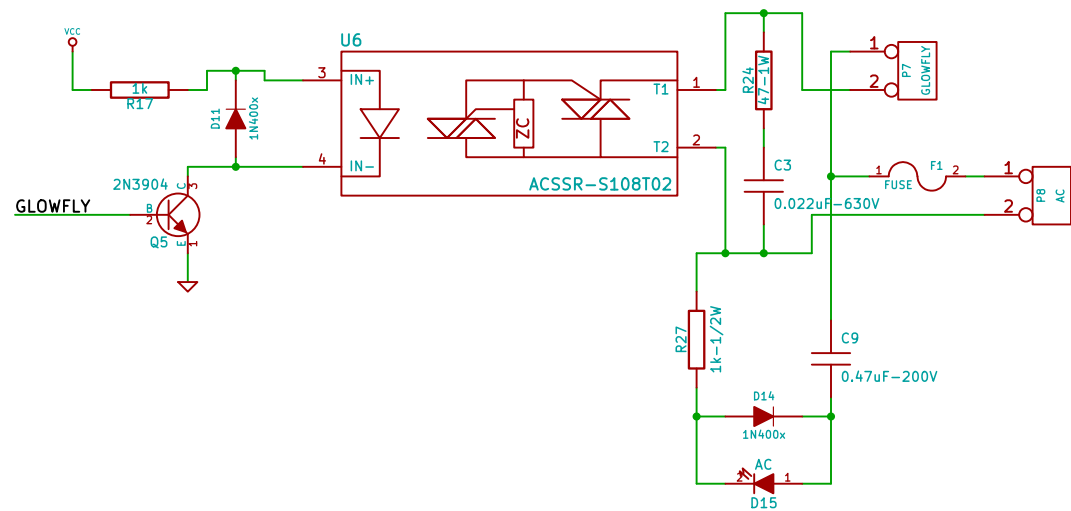 VCC
1k
R17
D11
1N400x
U6
3
IN+
4
IN-
ZC
T1
1
T2
2
ACSSR-S108T02
2N3904
GLOWFLY
B
2
C
3
E
1
Q5
R24
47-1W
C3
0.022uF-630V
1
2
P7
GLOWFLY
1
FUSE
F1
2
1
2
P8
AC
R27
1k-1/2W
C9
0.47uF-200V
D14
1N400x
AC
2
1
D15